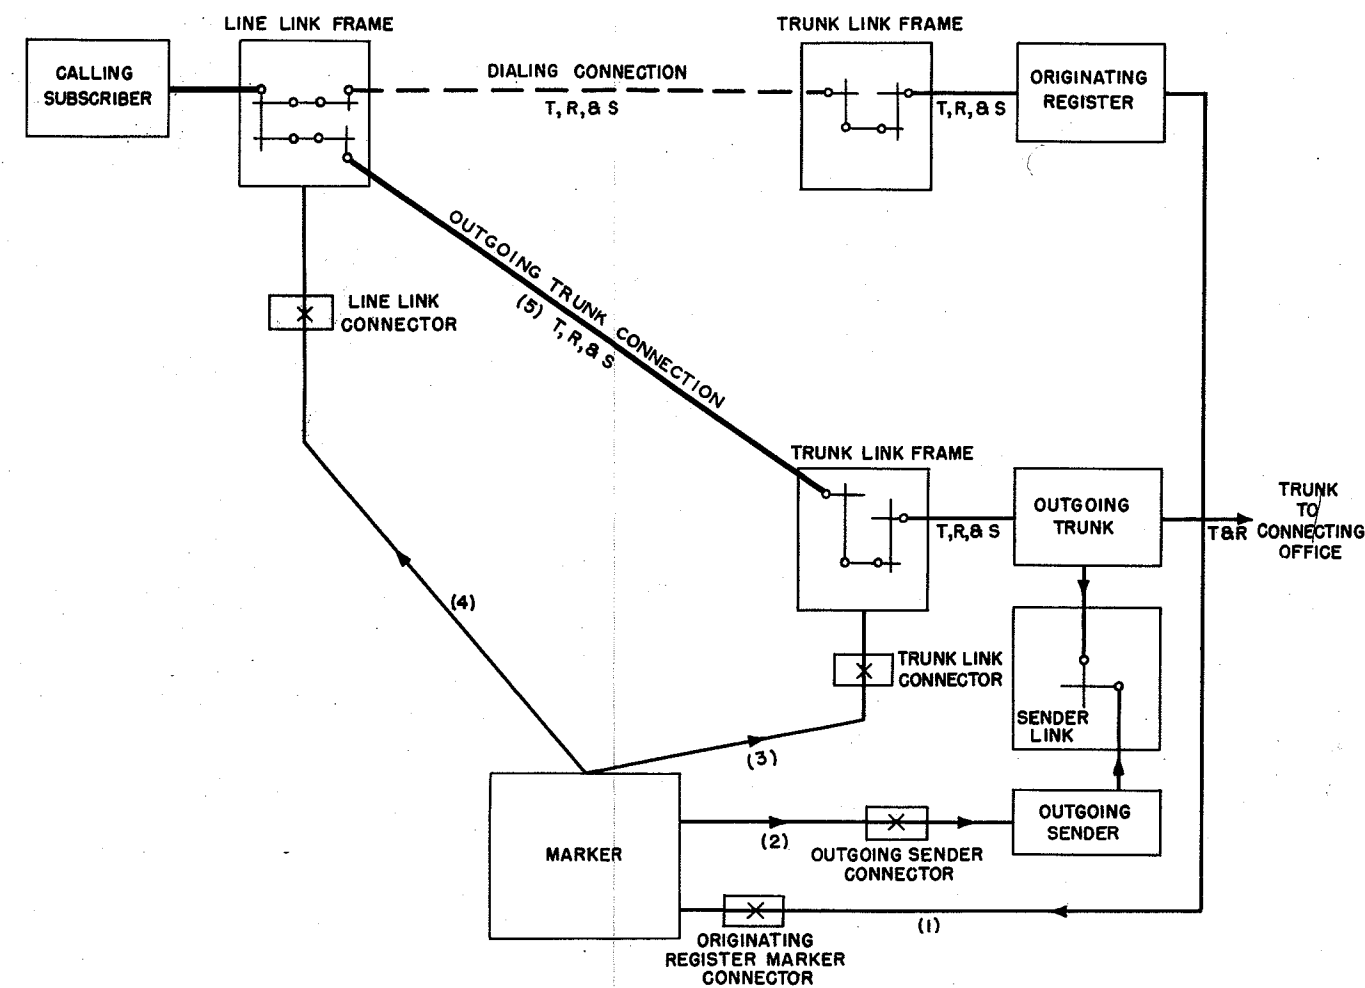 LINE LINK FRAME
TRUNK LINK FRAME
CALLING
SUBSCRIBER
DIALING CONNECTION
T, R, & S
T, R, & S
ORIGINATING
REGISTER
OUTGOING TRUNK CONNECTION
(5) T, R, & S
LINE LINK
CONNECTOR
TRUNK LINK FRAME
T, R, & S
OUTGOING
TRUNK
T&R
TRUNK
TO
CONNECTING
OFFICE
(4)
TRUNK LINK
CONNECTOR
SENDER
LINK
(3)
MARKER
(2)
OUTGOING SENDER
CONNECTOR
OUTGOING
SENDER
(1)
ORIGINATING
REGISTER MARKER
CONNECTOR